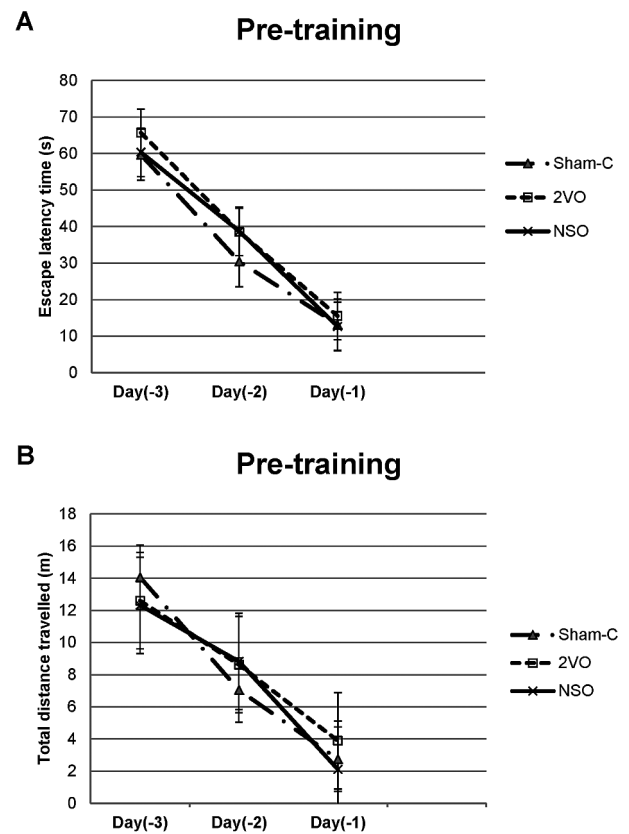 A
Pre-training
80
70
60
50
40
30
20
10
0
Escape latency time (s)
Day(-3) Day(-2) Day(-1)
Sham-C
2VO
NSO
B
Pre-training
18
16
14
12
10
8
6
4
2
0
Total distance travelled (m)
Day(-3) Day(-2) Day(-1)
Sham-C
2VO
NSO